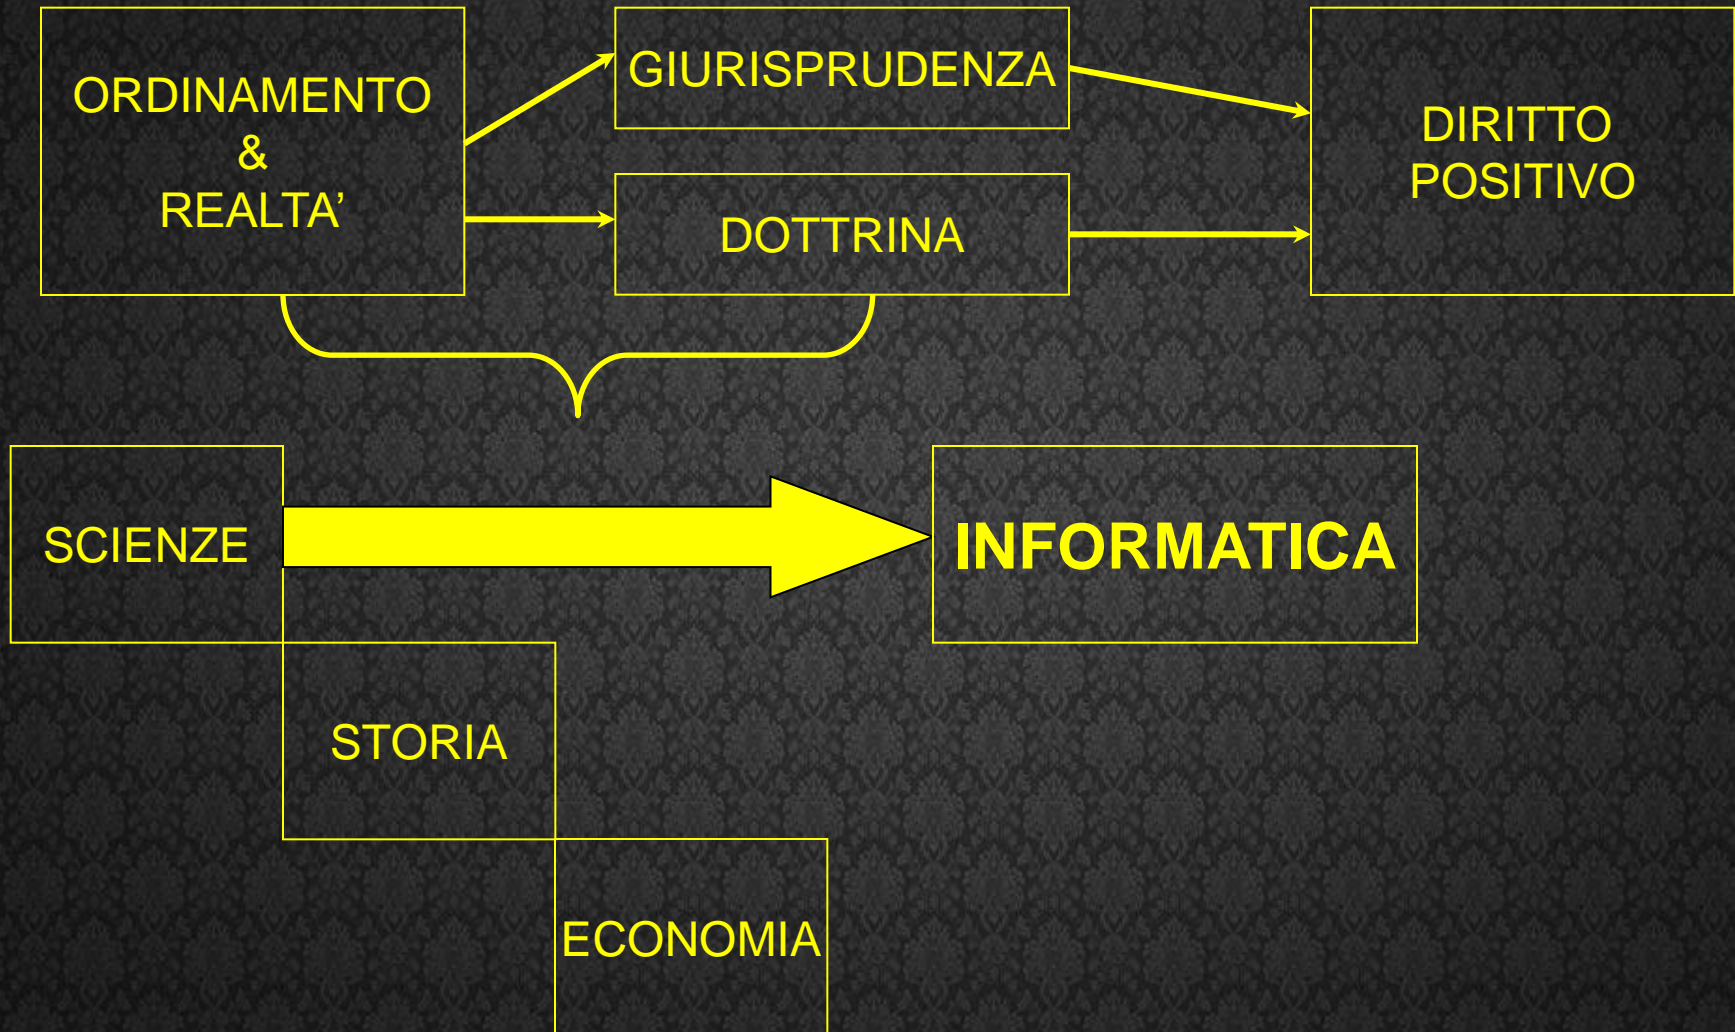 ORDINAMENTO
&
REALTA’
GIURISPRUDENZA
DOTTRINA
DIRITTO
POSITIVO
SCIENZE
INFORMATICA
STORIA
ECONOMIA